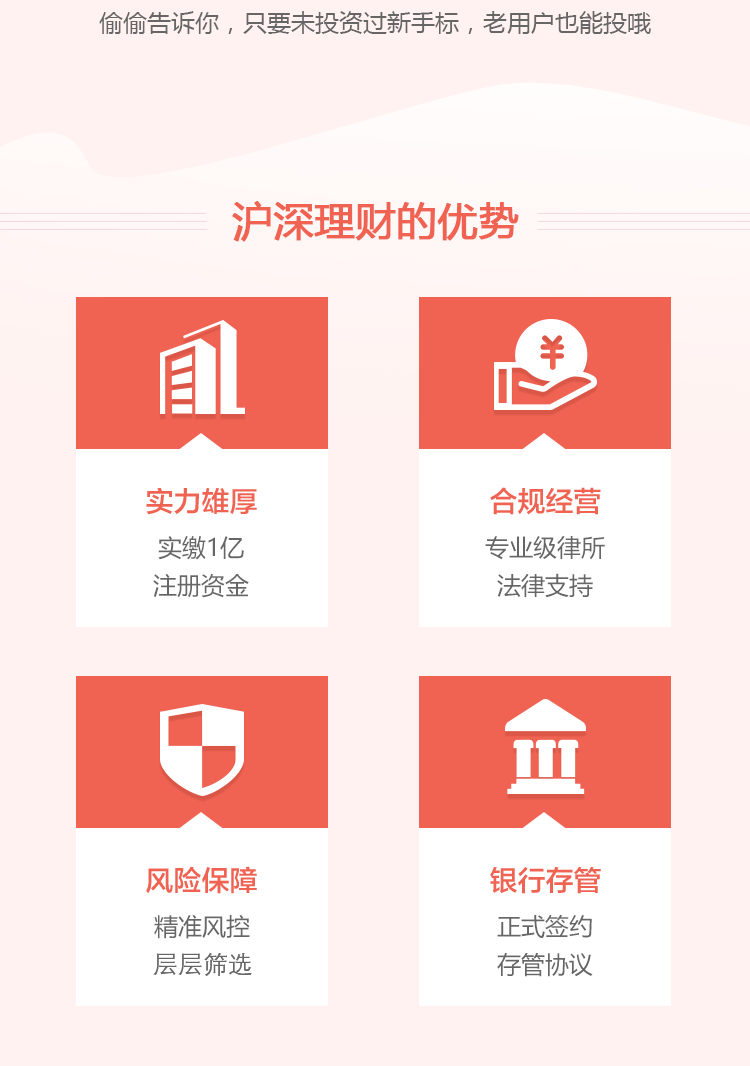 偷偷告诉你，只要未投资过新手标，老用户也能投哦
沪深理财的优势
实力雄厚
实缴1亿
注册资金
合规经营
专业级律所
法律支持
风险保障
精准风控
层层筛选
银行存管
正式签约
存管协议